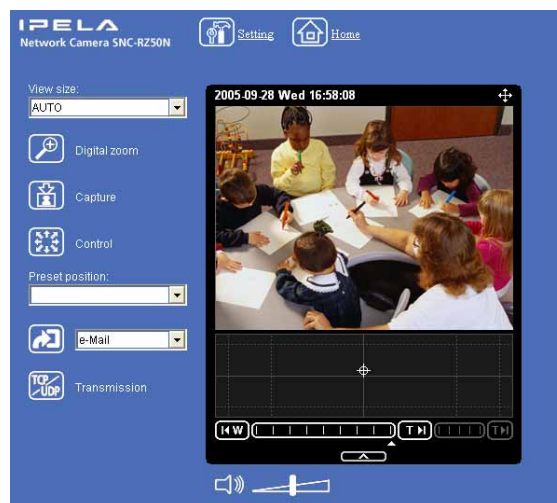 IPELA
Network Camera SNC-RZ50N
Setting
Home
View size:
AUTO
Digital zoom
Capture
Control
Preset position:
e-Mail
TCP/UDP
Transmission
2005-09-28 Wed 16:58:08
W
T
T